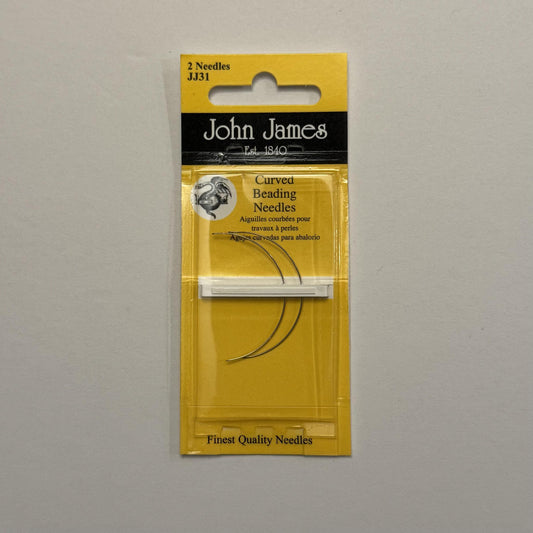 2 Needles
JJ31
John James
Est. 1840
Curved
Beading
Needles
Aiguilles courbées pour
travaux à perles
Agujas curvedas para abalorio
Finest Quality Needles